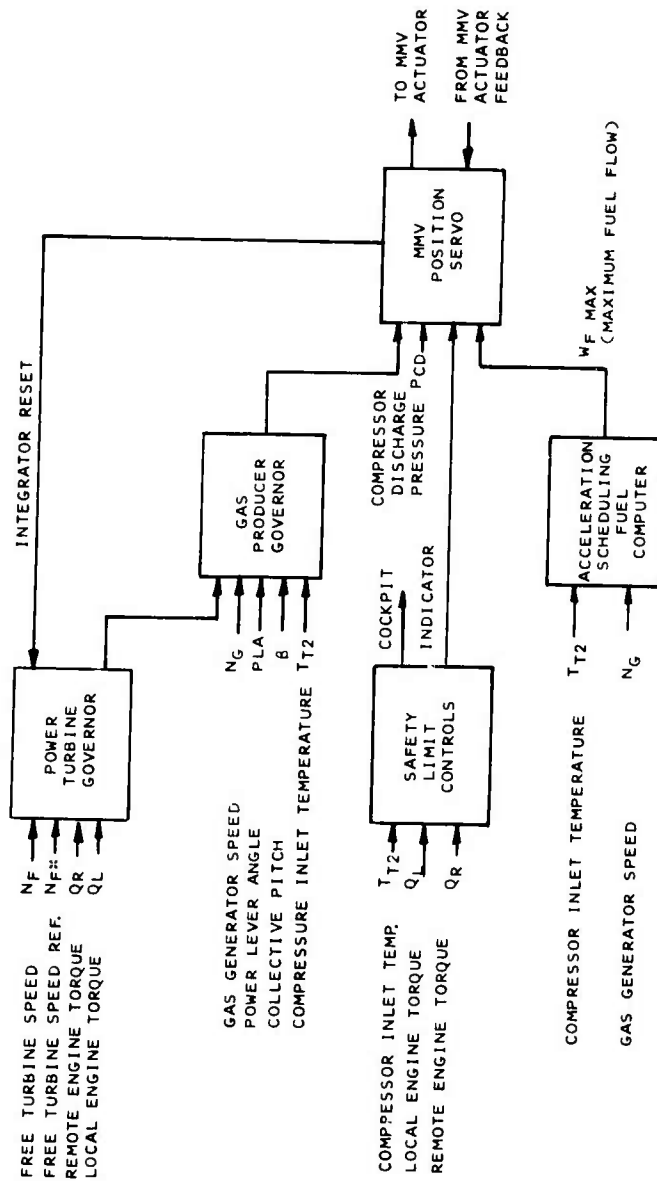 INTEGRATOR RESET
FREE TURBINE SPEED
FREE TURBINE SPEED REF.
REMOTE ENGINE TORQUE
LOCAL ENGINE TORQUE
NF
NF*
QR
QL
POWER
TURBINE
GOVERNOR
GAS GENERATOR SPEED
POWER LEVER ANGLE
COLLECTIVE PITCH
COMPRESSURE INLET TEMPERATURE
NG
PLA
β
TT2
GAS
PRODUCER
GOVERNOR
COMPRESSOR
DISCHARGE
PRESSURE PCD
MMV
POSITION
SERVO
TO MMV
ACTUATOR
FROM MMV
ACTUATOR
FEEDBACK
COMPPESSOR INLET TEMP.
LOCAL ENGINE TORQUE
REMOTE ENGINE TORQUE
TT2
QL
QR
SAFETY
LIMIT
CONTROLS
COCKPIT
INDICATOR
COMPRESSOR INLET TEMPERATURE
GAS GENERATOR SPEED
TT2
NG
ACCELERATION
SCHEDULING
FUEL
COMPUTER
WF MAX
(MAXIMUM FUEL FLOW)